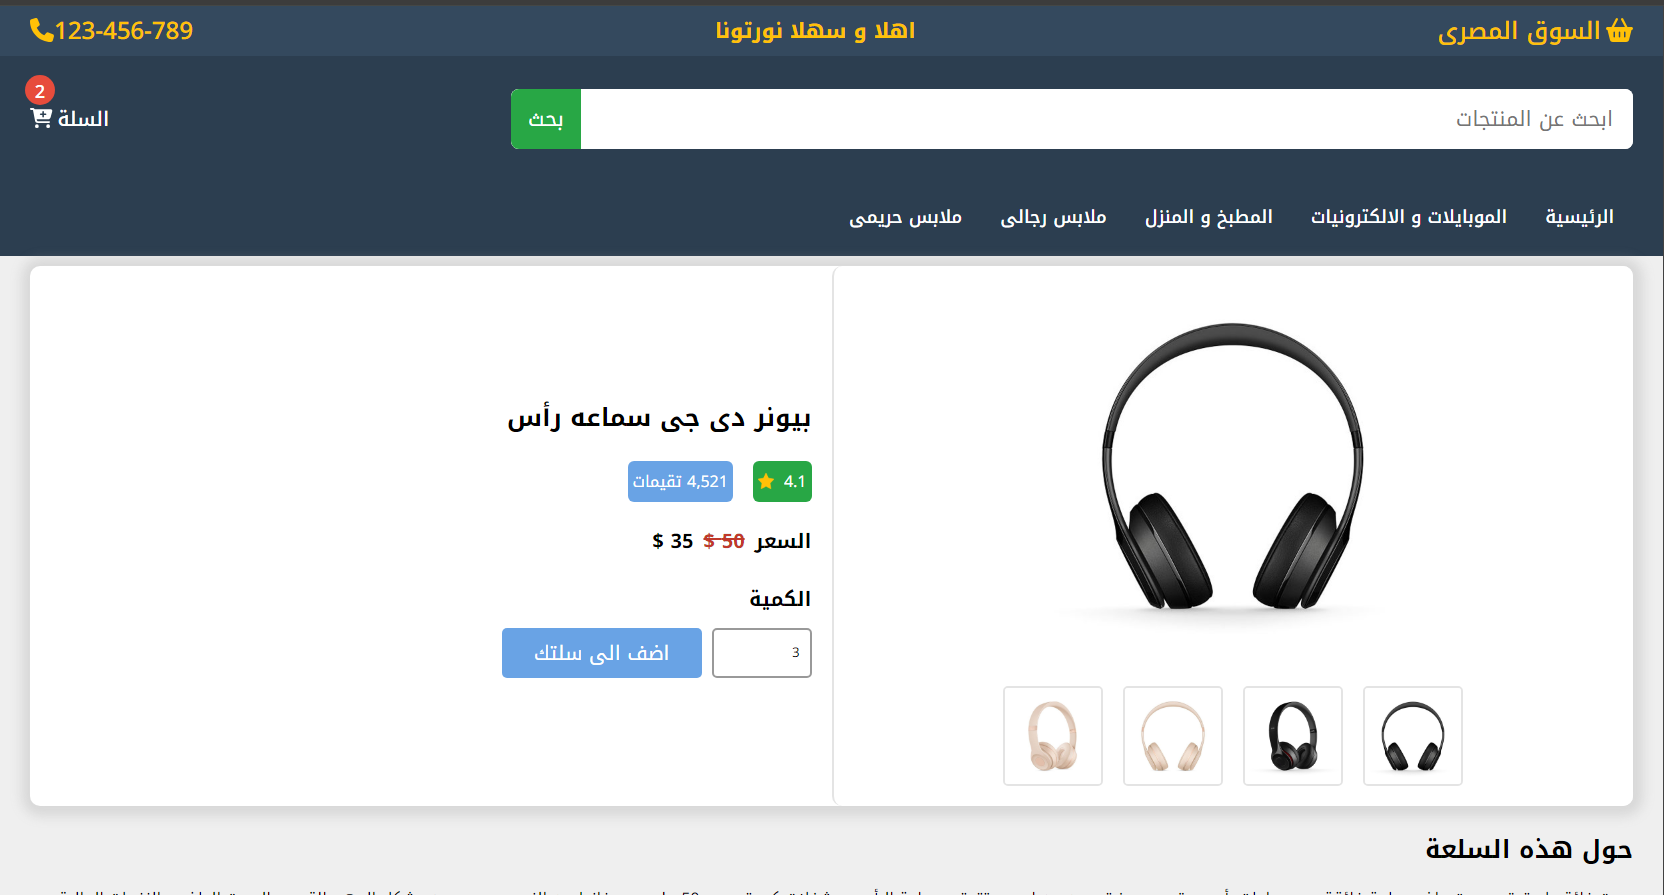 السوق المصرى
اهلا و سهلا نورتونا
123-456-789
ابحث عن المنتجات
بحث
2
السلة
الرئيسية
الموبايلات و الالكترونيات
المطبخ و المنزل
ملابس رجالى
ملابس حريمى
بيونر دى جى سماعه رأس
4.1
4,521 تقيمات
السعر 50 $ 35 $
الكمية
3
اضف الى سلتك
حول هذه السلعة